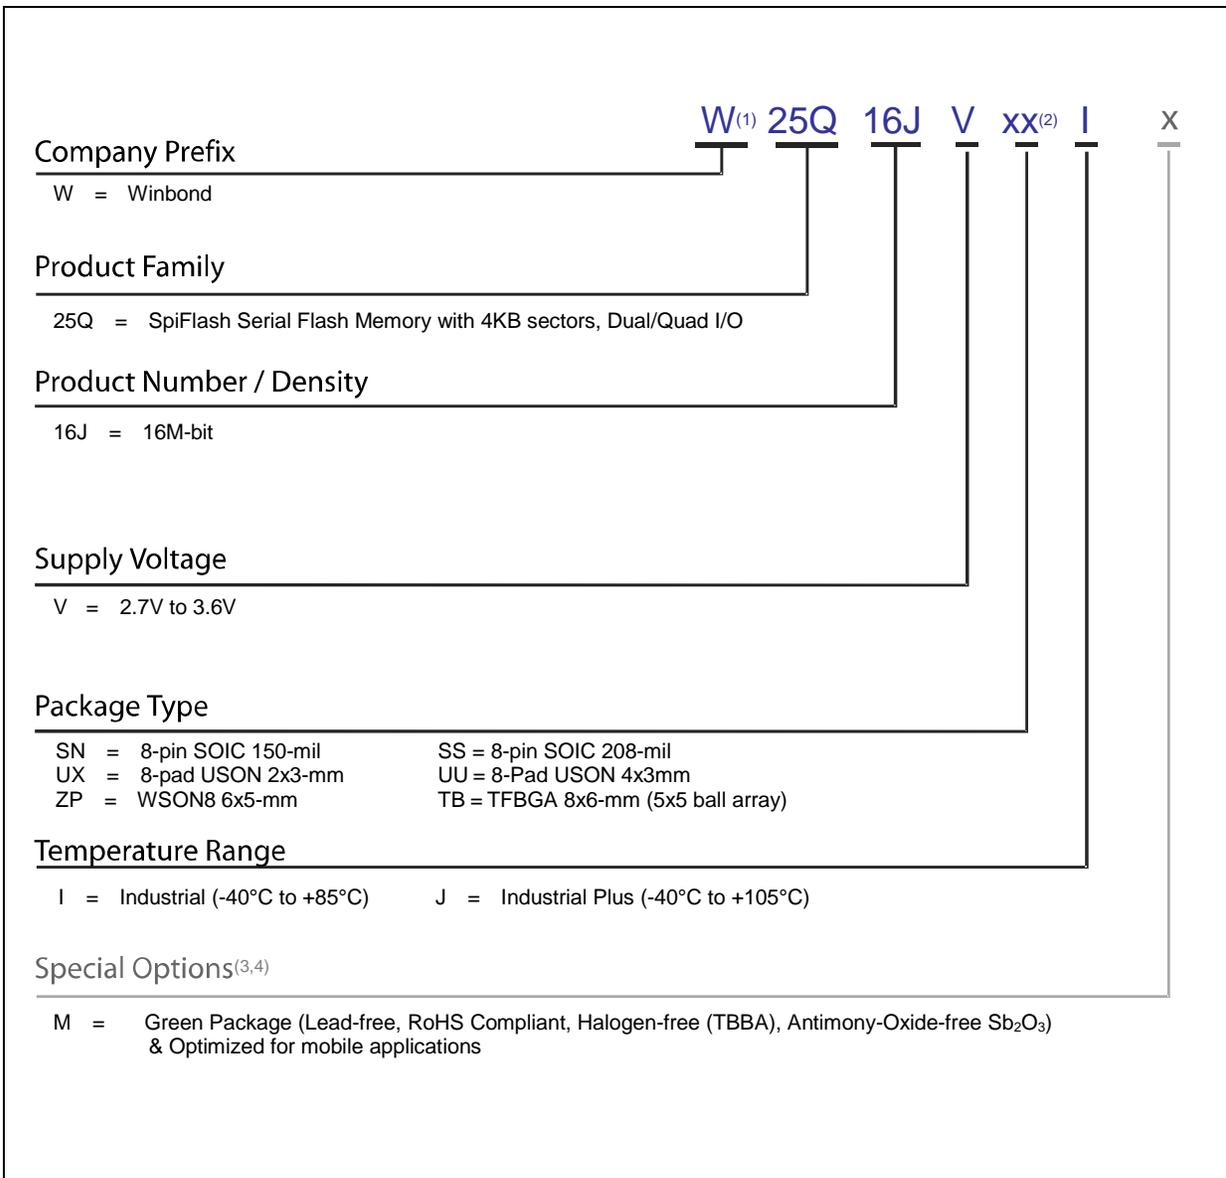 W(1) 25Q 16J V xx(2) I x
Company Prefix
W = Winbond
Product Family
25Q = SpiFlash Serial Flash Memory with 4KB sectors, Dual/Quad I/O
Product Number / Density
16J = 16M-bit
Supply Voltage
V = 2.7V to 3.6V
Package Type
SN = 8-pin SOIC 150-mil SS = 8-pin SOIC 208-mil
UX = 8-pad USON 2x3-mm UU = 8-Pad USON 4x3mm
ZP = WSON8 6x5-mm TB = TFBGA 8x6-mm (5x5 ball array)
Temperature Range
I = Industrial (-40°C to +85°C) J = Industrial Plus (-40°C to +105°C)
Special Options(3,4)
M = Green Package (Lead-free, RoHS Compliant, Halogen-free (TBBA), Antimony-Oxide-free Sb₂O₃)
& Optimized for mobile applications